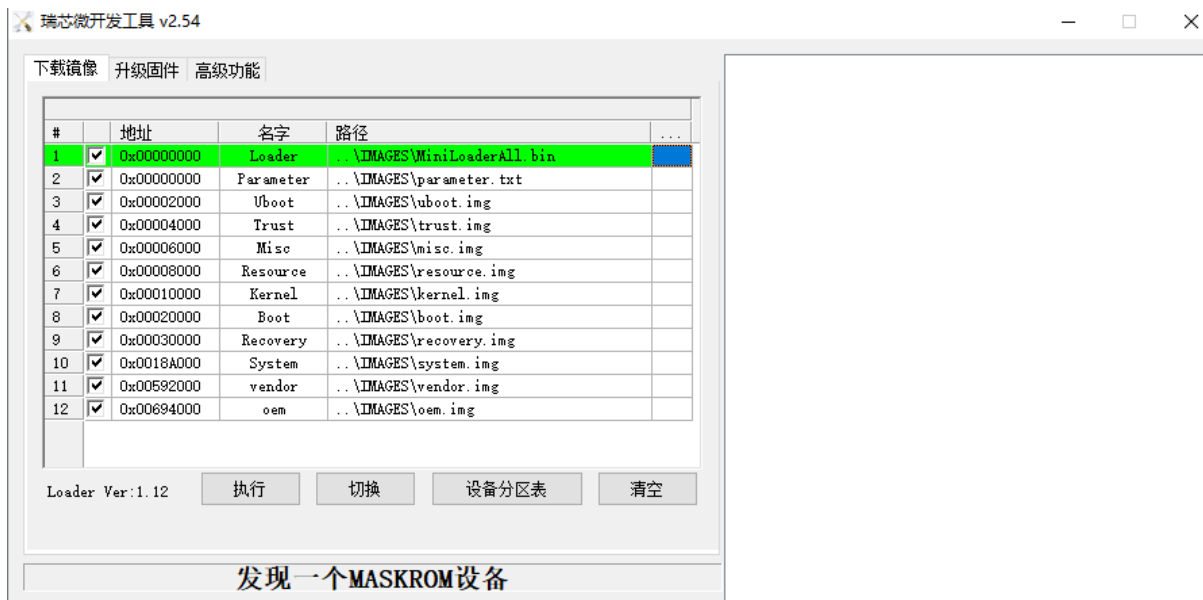 瑞芯微开发工具 v2.54
下载镜像 升级固件 高级功能
# 地址 名字 路径 ...
1 0x00000000 Loader ..\IMAGES\MiniLoaderAll.bin
2 0x00000000 Parameter ..\IMAGES\parameter.txt
3 0x00002000 Uboot ..\IMAGES\uboot.img
4 0x00004000 Trust ..\IMAGES\trust.img
5 0x00006000 Misc ..\IMAGES\misc.img
6 0x00008000 Resource ..\IMAGES\resource.img
7 0x00010000 Kernel ..\IMAGES\kernel.img
8 0x00020000 Boot ..\IMAGES\boot.img
9 0x00030000 Recovery ..\IMAGES\recovery.img
10 0x0018A000 System ..\IMAGES\system.img
11 0x00592000 vendor ..\IMAGES\vendor.img
12 0x00694000 oem ..\IMAGES\oem.img
Loader Ver:1.12 执行 切换 设备分区表 清空
发现一个MASKROM设备